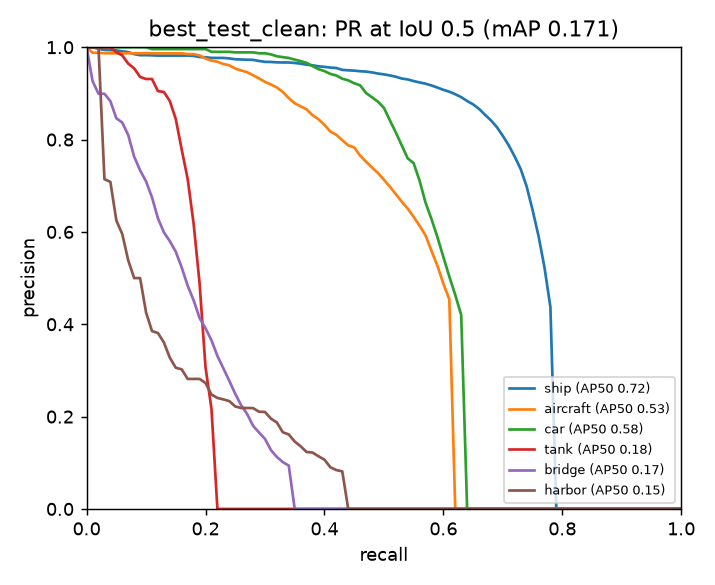 best_test_clean: PR at IoU 0.5 (mAP 0.171)
1.0
0.8
0.6
0.4
0.2
0.0
precision
ship (AP50 0.72)
aircraft (AP50 0.53)
car (AP50 0.58)
tank (AP50 0.18)
bridge (AP50 0.17)
harbor (AP50 0.15)
0.0 0.2 0.4 0.6 0.8 1.0
recall